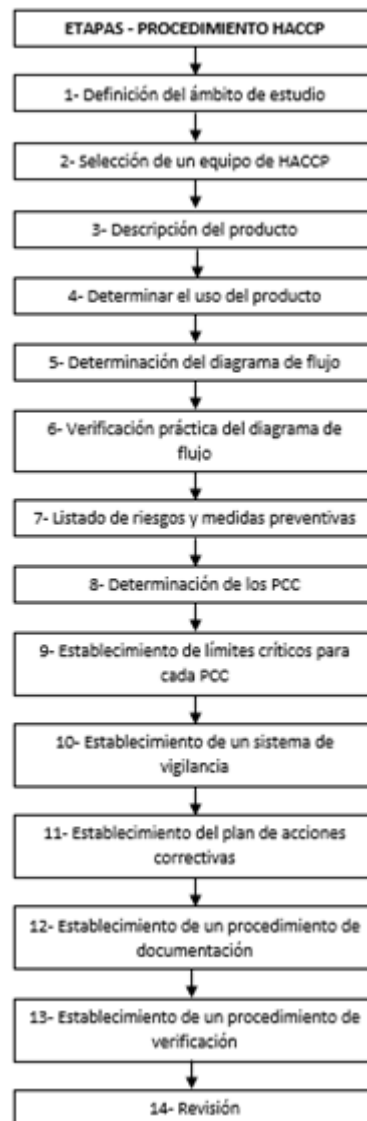 ETAPAS - PROCEDIMIENTO HACCP
1- Definición del ámbito de estudio
2- Selección de un equipo de HACCP
3- Descripción del producto
4- Determinar el uso del producto
5- Determinación del diagrama de flujo
6- Verificación práctica del diagrama de
flujo
7- Listado de riesgos y medidas preventivas
8- Determinación de los PCC
9- Establecimiento de límites críticos para
cada PCC
10- Establecimiento de un sistema de
vigilancia
11- Establecimiento del plan de acciones
correctivas
12- Establecimiento de un procedimiento de
documentación
13- Establecimiento de un procedimiento de
verificación
14- Revisión